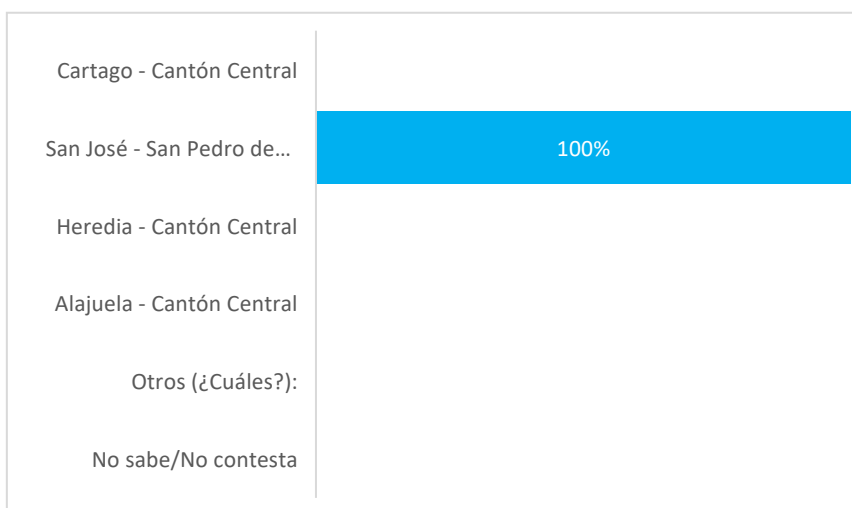 Cartago - Cantón Central
San José - San Pedro de...
100%
Heredia - Cantón Central
Alajuela - Cantón Central
Otros (¿Cuáles?):
No sabe/No contesta